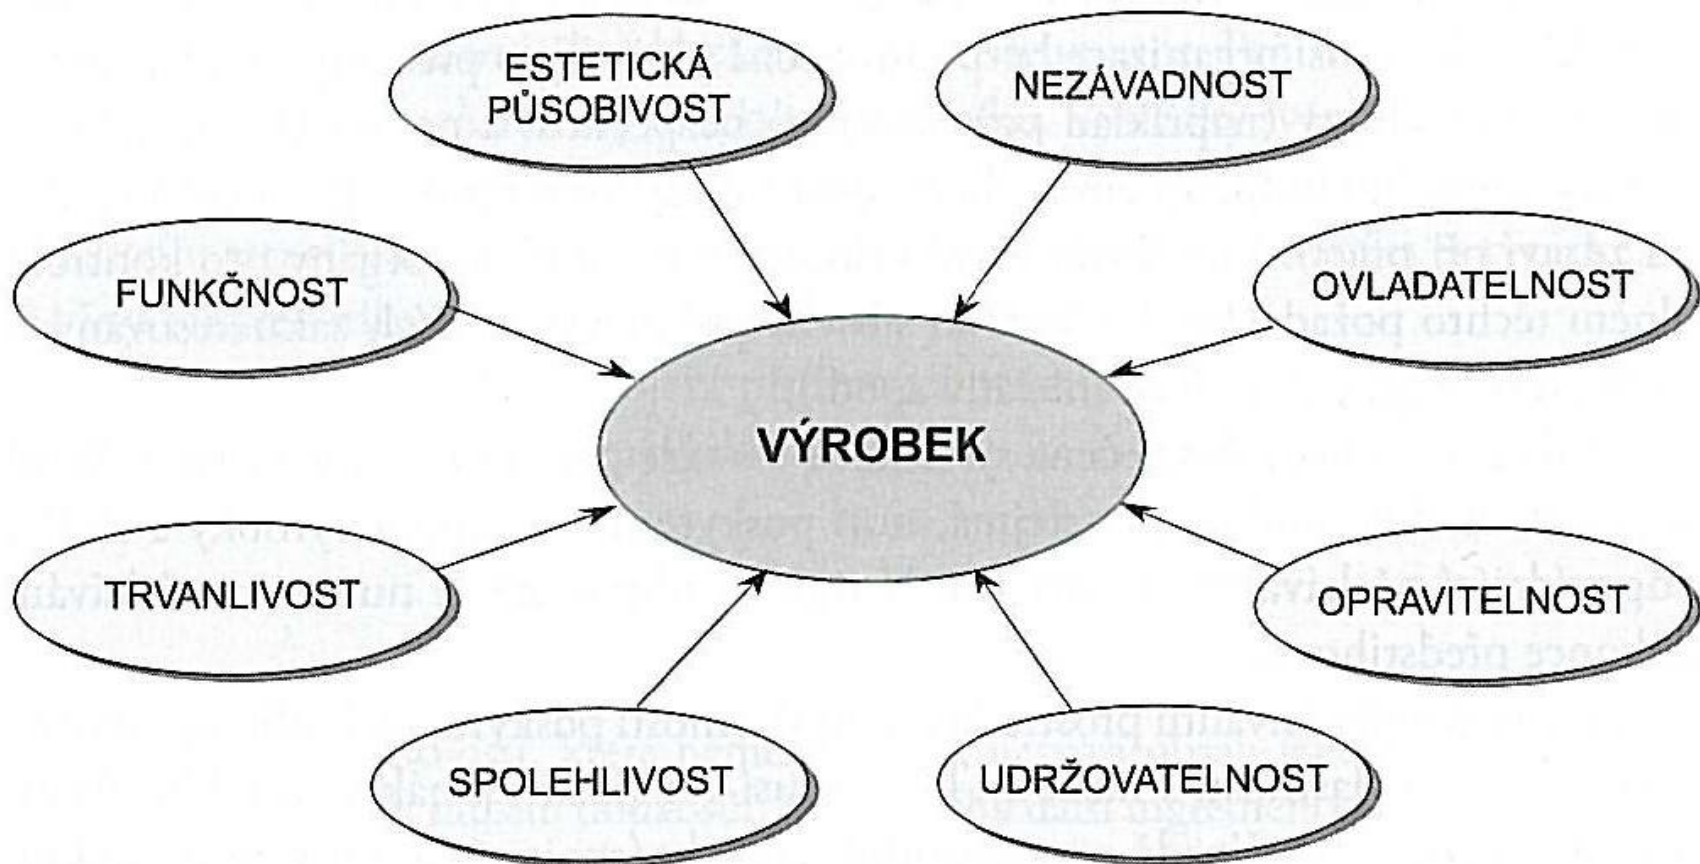 ESTETICKÁ
PŮSOBIVOST
NEZÁVADNOST
FUNKČNOST
OVLADATELNOST
VÝROBEK
TRVANLIVOST
OPRAVITELNOST
SPOLEHLIVOST
UDRŽOVATELNOST